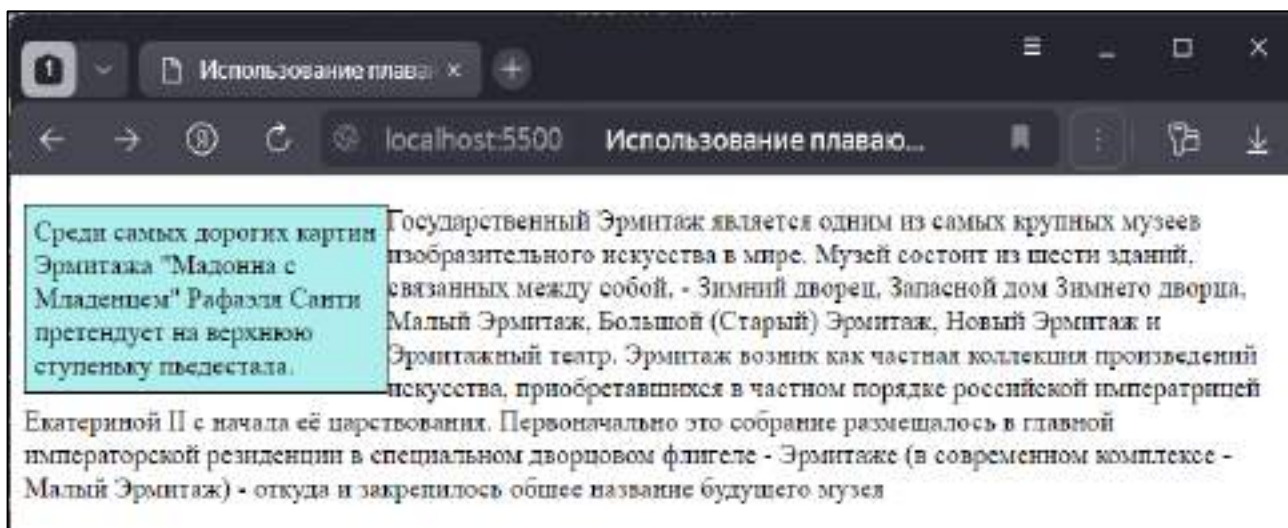 1
Использование плава
localhost:5500 Использование плаваю...
Среди самых дорогих картин
Эрмитажа "Мадонна с
Младенцем" Рафаэля Санти
претендует на верхнюю
ступеньку пьедестала.
Государственный Эрмитаж является одним из самых крупных музеев
изобразительного искусства в мире. Музей состоит из шести зданий,
связанных между собой, - Зимний дворец, Запасной дом Зимнего дворца,
Малый Эрмитаж, Большой (Старый) Эрмитаж, Новый Эрмитаж и
Эрмитажный театр. Эрмитаж возник как частная коллекция произведений
искусства, приобретавшихся в частном порядке российской императрицей
Екатериной II с начала её царствования. Первоначально это собрание размещалось в главной
императорской резиденции в специальном дворцовом флигеле - Эрмитаже (в современном комплексе -
Малый Эрмитаж) - откуда и закрепилось общее название будущего музея